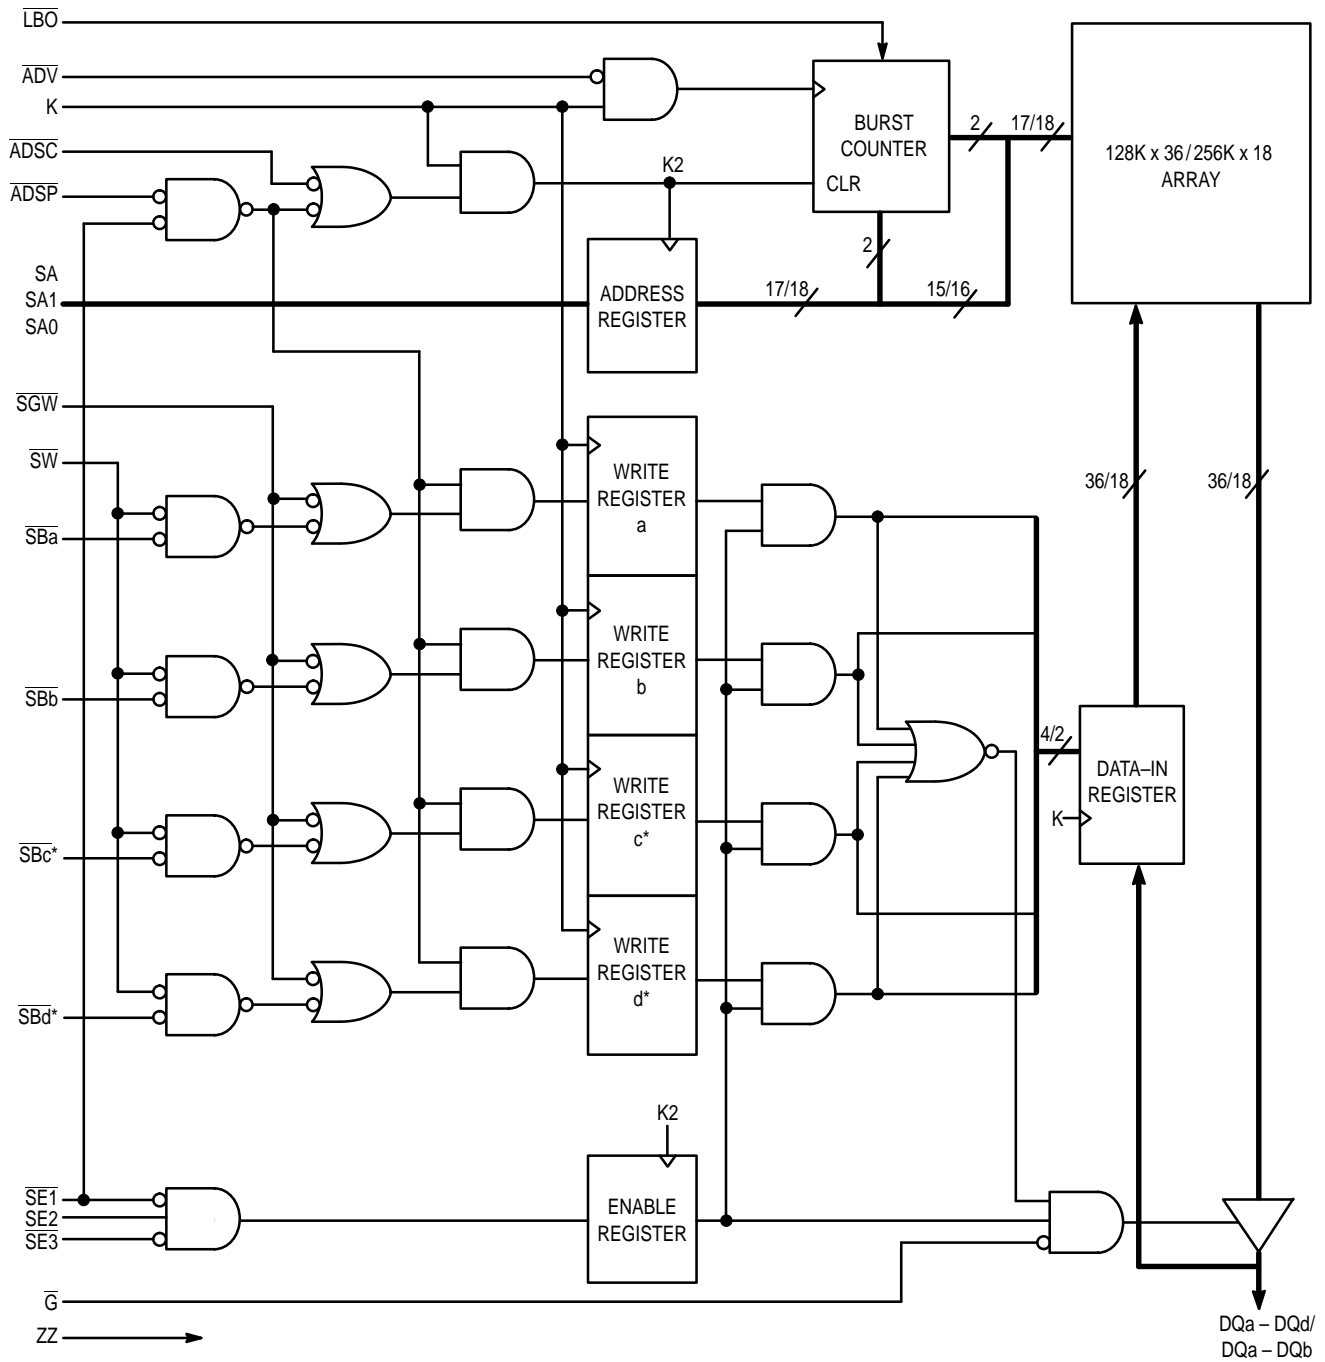 LBO
ADV
K
ADSC
ADSP
K2
BURST
COUNTER
CLR
2
17/18
128K x 36/256K x 18
ARRAY
2
SA
SA1
SA0
ADDRESS
REGISTER
17/18
15/16
SGW
SW
SBa
WRITE
REGISTER
a
36/18
36/18
SBb
WRITE
REGISTER
b
4/2
DATA–IN
REGISTER
K
SBc*
WRITE
REGISTER
c*
SBd*
WRITE
REGISTER
d*
K2
SE1
SE2
SE3
ENABLE
REGISTER
G
ZZ
DQa – DQd/
DQa – DQb